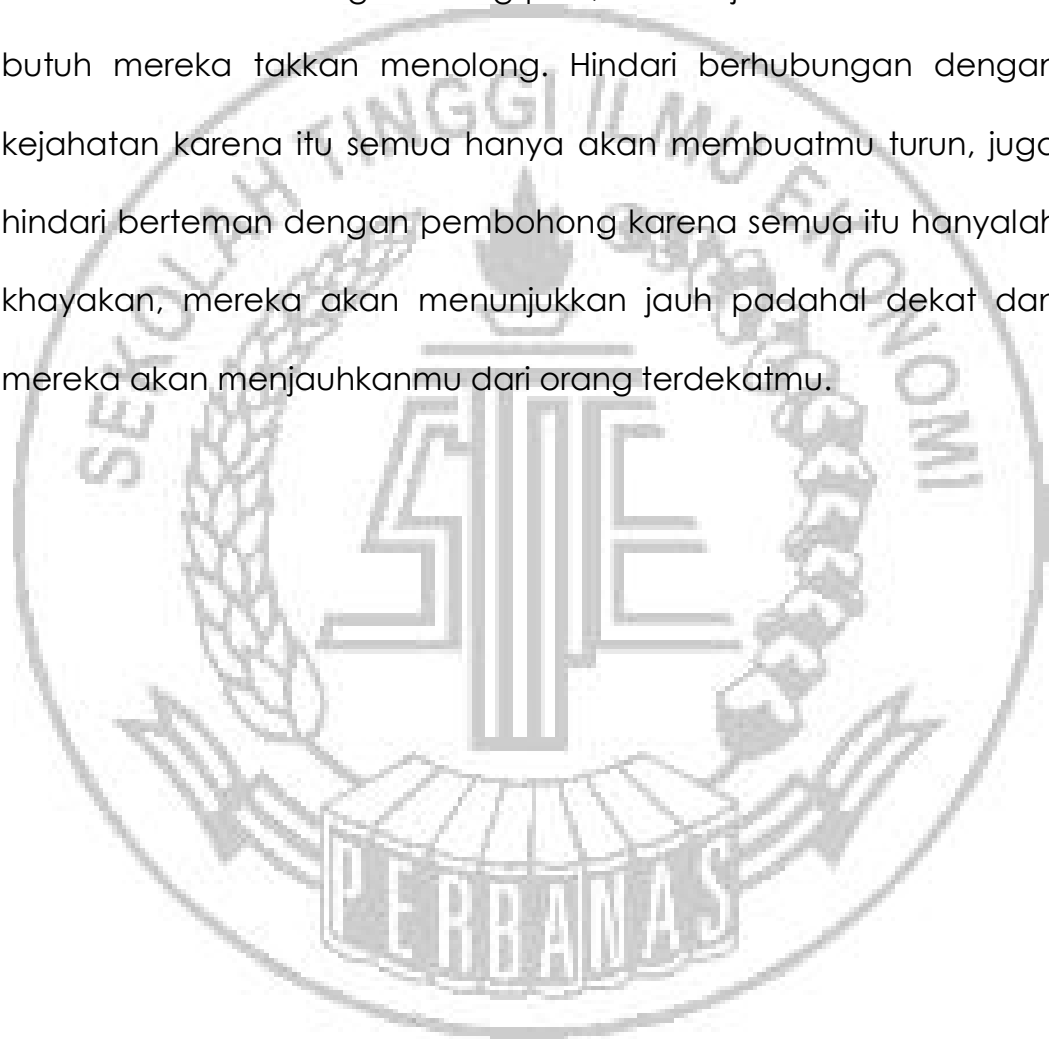 butuh mereka takkan menolong. Hindari berhubungan dengan
kejahatan karena itu semua hanya akan membuatmu turun, juga
hindari berteman dengan pembohong karena semua itu hanyalah
khayakan, mereka akan menunjukkan jauh padahal dekat dan
mereka akan menjauhkanmu dari orang terdekatmu.
SEKOLAH TINGGI ILMU EKONOMI
STIE
PERBANAS